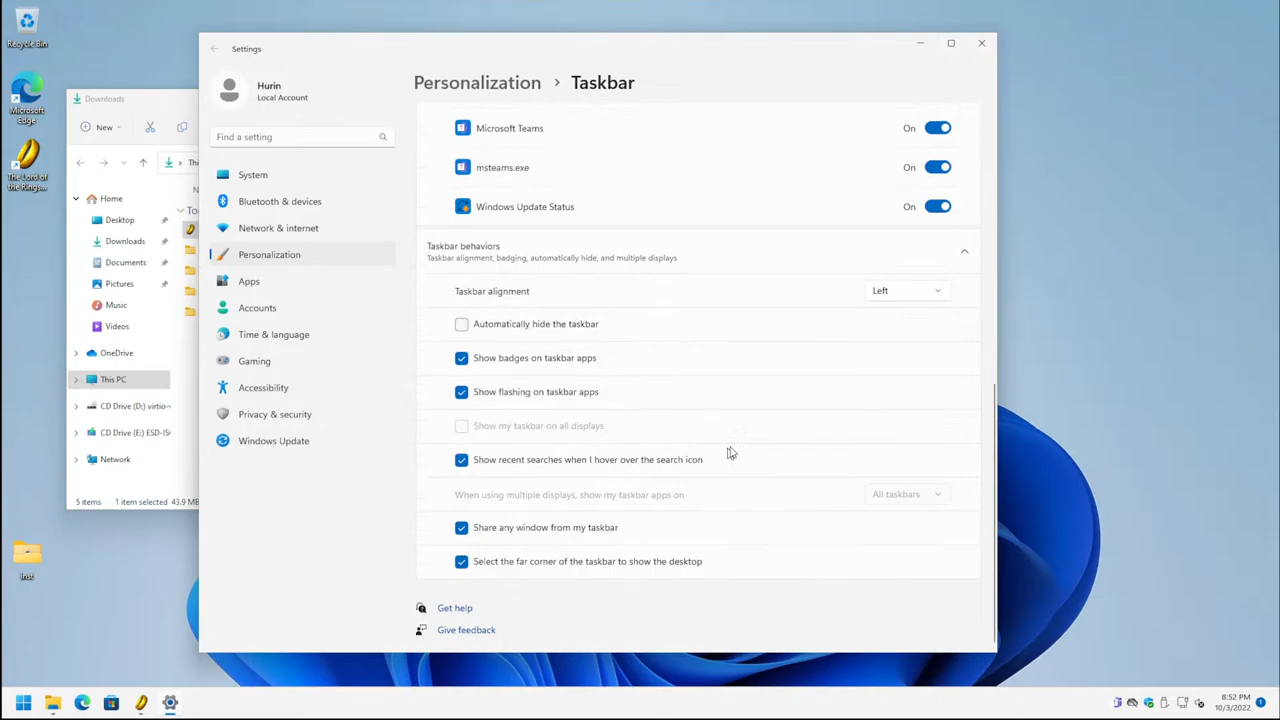 Recycle Bin
Microsoft
Edge
The Lord of
the Rings...
inst
Downloads
New
Home
Desktop
Downloads
Documents
Pictures
Music
Videos
OneDrive
This PC
CD Drive (D:) virtio-
CD Drive (E:) ESD-IS
Network
5 items 1 item selected 43.9 M
Settings
Hurin
Local Account
Find a setting
System
Bluetooth & devices
Network & internet
Personalization
Apps
Accounts
Time & language
Gaming
Accessibility
Privacy & security
Windows Update
Personalization > Taskbar
Microsoft Teams On
msteams.exe On
Windows Update Status On
Taskbar behaviors
Taskbar alignment, badging, automatically hide, and multiple displays
Taskbar alignment Left
Automatically hide the taskbar
Show badges on taskbar apps
Show flashing on taskbar apps
Show my taskbar on all displays
Show recent searches when I hover over the search icon
When using multiple displays, show my taskbar apps on All taskbars
Share any window from my taskbar
Select the far corner of the taskbar to show the desktop
Get help
Give feedback
8:52 PM
10/3/2022